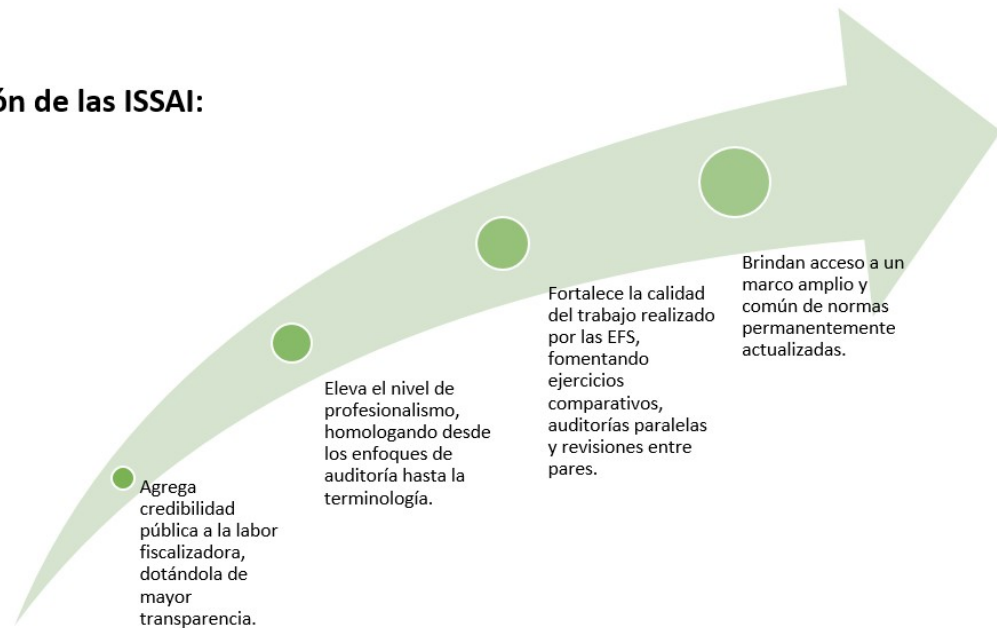 ón de las ISSAI:
Agrega
credibilidad
pública a la labor
fiscalizadora,
dotándola de
mayor
transparencia.
Eleva el nivel de
profesionalismo,
homologando desde
los enfoques de
auditoría hasta la
terminología.
Fortalece la calidad
del trabajo realizado
por las EFS,
fomentando
ejercicios
comparativos,
auditorías paralelas
y revisiones entre
pares.
Brindan acceso a un
marco amplio y
común de normas
permanentemente
actualizadas.